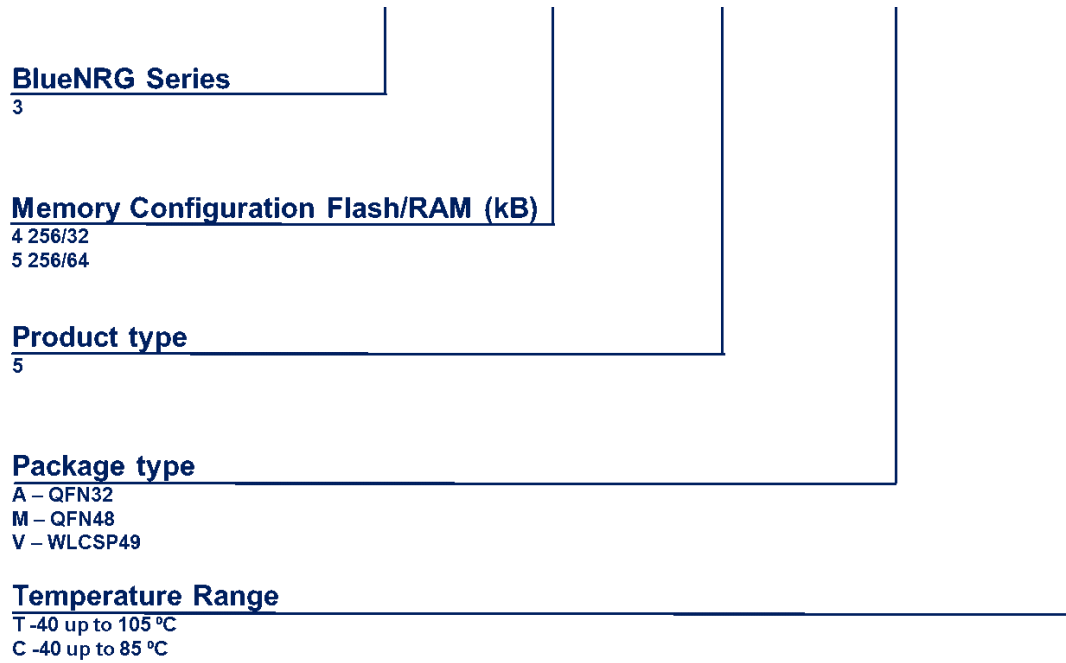 BlueNRG Series
3
Memory Configuration Flash/RAM (kB)
4 256/32
5 256/64
Product type
5
Package type
A – QFN32
M – QFN48
V – WLCSP49
Temperature Range
T -40 up to 105 ºC
C -40 up to 85 ºC